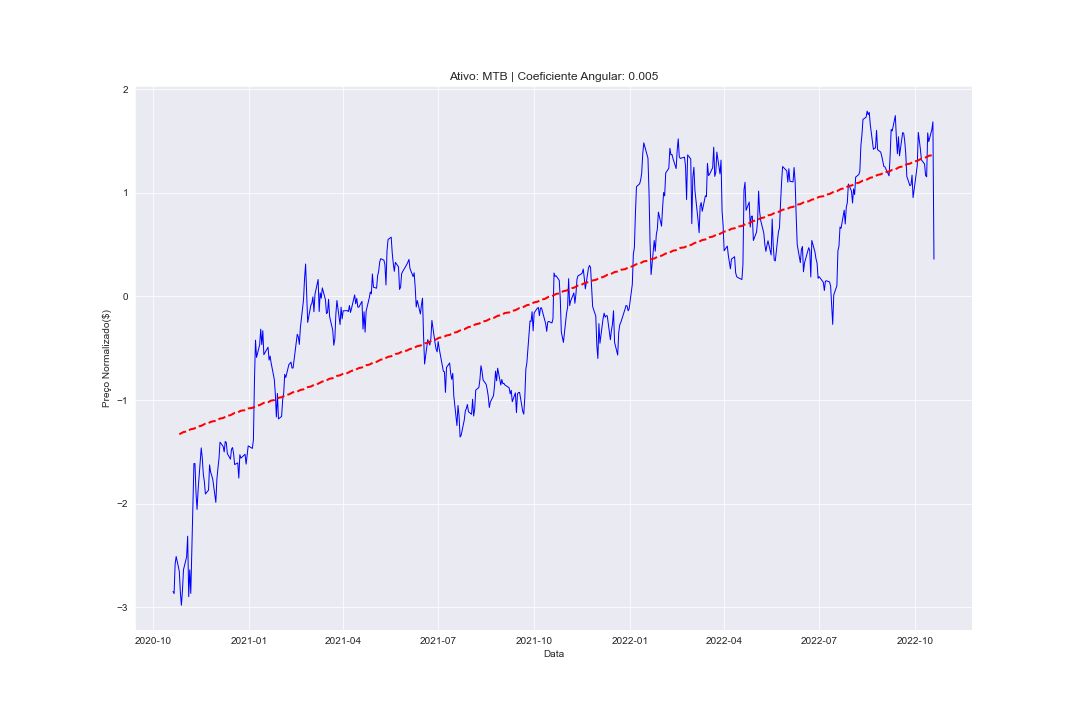 Ativo: MTB | Coeficiente Angular: 0.005
Preço Normalizado($)
2
1
0
−1
−2
−3
2020-10 2021-01 2021-04 2021-07 2021-10 2022-01 2022-04 2022-07 2022-10
Data